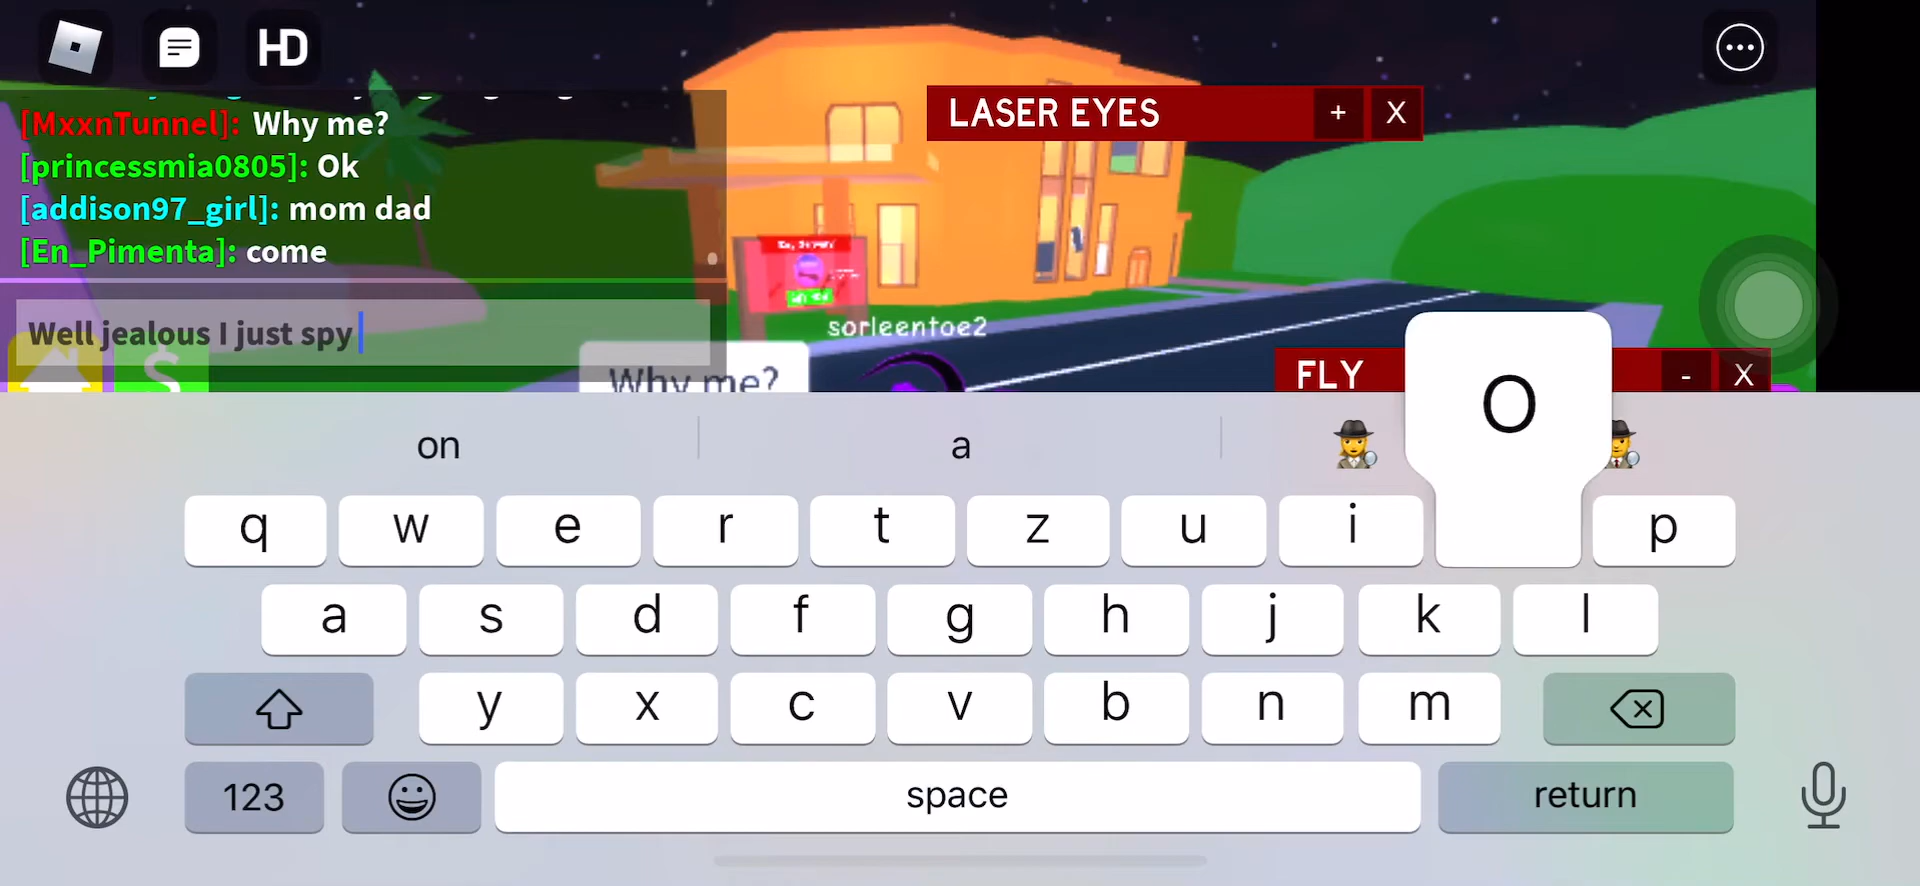 HD
LASER EYES + X
[MxxnTunnel]: Why me?
[princessmia0805]: Ok
[addison97_girl]: mom dad
[En_Pimenta]: come
Well jealous I just spy
sorleentoe2
Why me?
FLY - X
on a
q w e r t z u i O p
a s d f g h j k l
y x c v b n m
123 space return